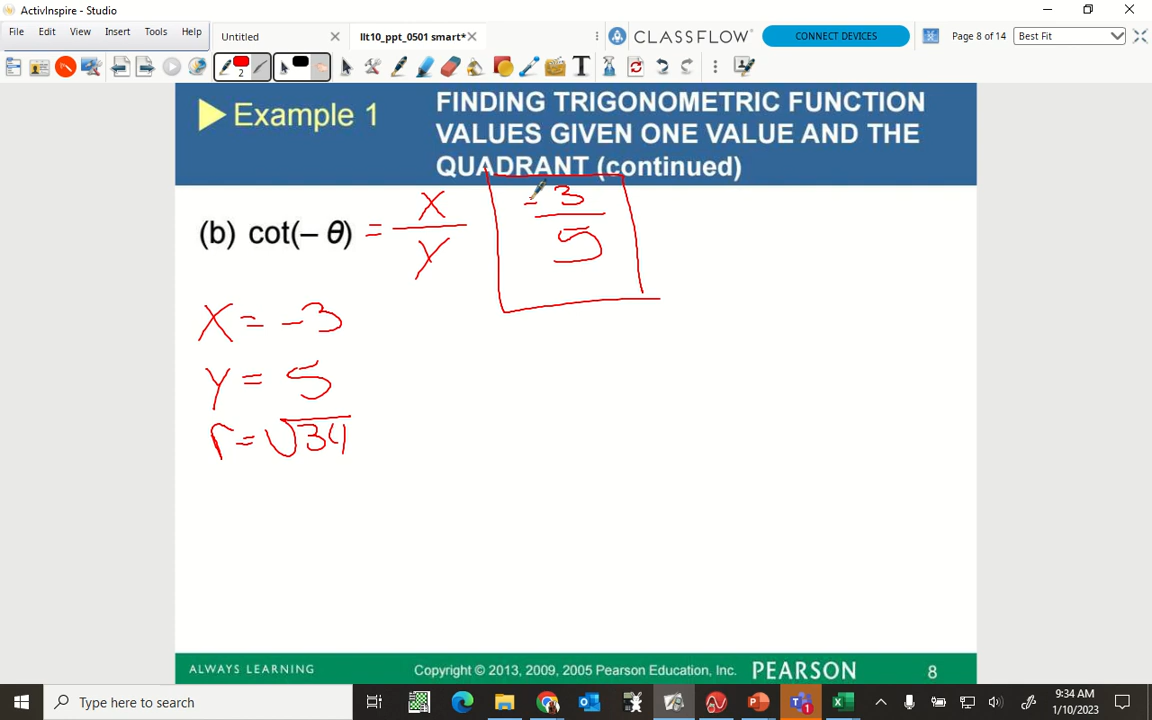 ActivInspire - Studio
File Edit View Insert Tools Help
Untitled
llt10_ppt_0501 smart*
CLASSFLOW
CONNECT DEVICES
Page 8 of 14
Best Fit
2
Example 1
FINDING TRIGONOMETRIC FUNCTION
VALUES GIVEN ONE VALUE AND THE
QUADRANT (continued)
(b) cot(– θ) = x/y
-3/5
x = -3
y = 5
r = √34
ALWAYS LEARNING
Copyright © 2013, 2009, 2005 Pearson Education, Inc.
PEARSON
8
Type here to search
9:34 AM
1/10/2023